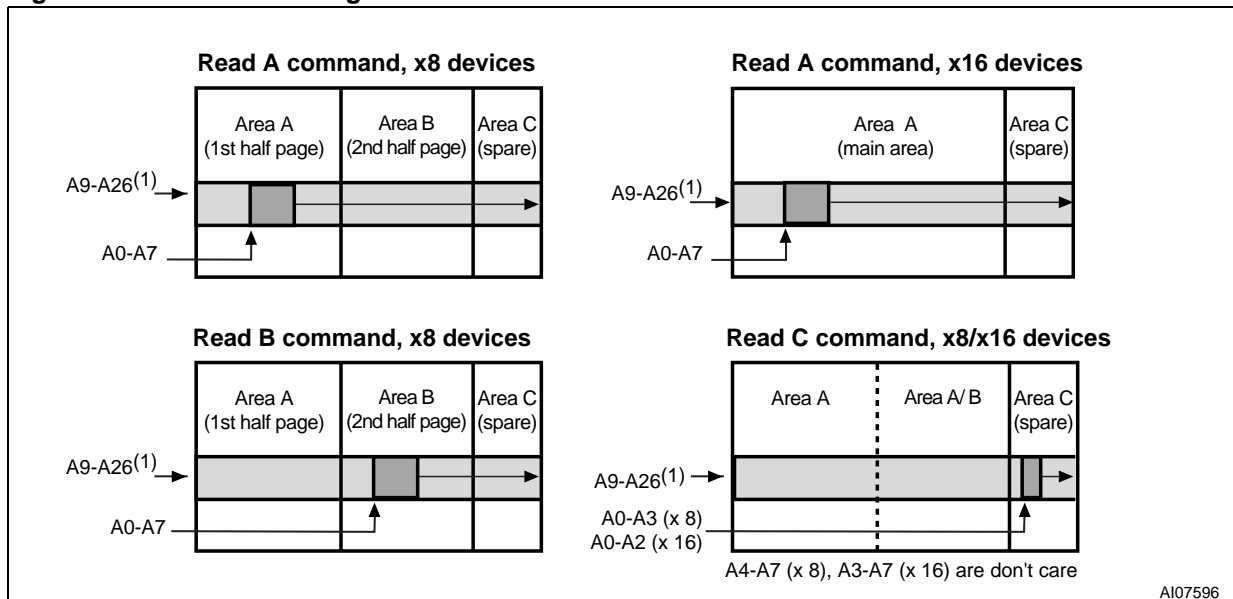 Read A command, x8 devices
Area A
(1st half page)
Area B
(2nd half page)
Area C
(spare)
A9-A26(1)
A0-A7
Read A command, x16 devices
Area A
(main area)
Area C
(spare)
A9-A26(1)
A0-A7
Read B command, x8 devices
Area A
(1st half page)
Area B
(2nd half page)
Area C
(spare)
A9-A26(1)
A0-A7
Read C command, x8/x16 devices
Area A
Area A/ B
Area C
(spare)
A9-A26(1)
A0-A3 (x 8)
A0-A2 (x 16)
A4-A7 (x 8), A3-A7 (x 16) are don't care
AI07596